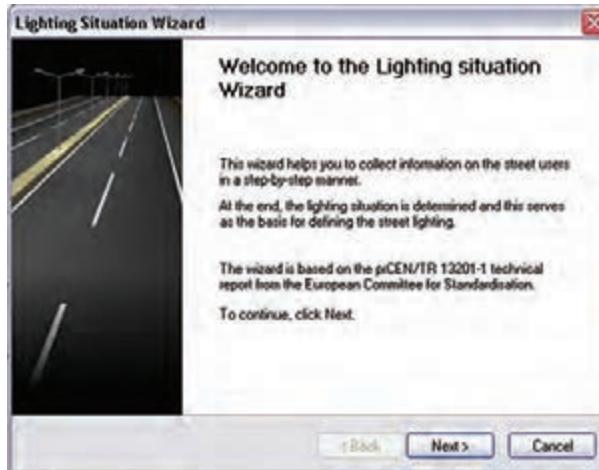 Lighting Situation Wizard
Welcome to the Lighting situation
Wizard
This wizard helps you to collect information on the street users
in a step-by-step manner.
At the end, the lighting situation is determined and this serves
as the basis for defining the street lighting.
The wizard is based on the prCEN/TR 13201-1 technical
report from the European Committee for Standardisation.
To continue, click Next.
< Back
Next >
Cancel